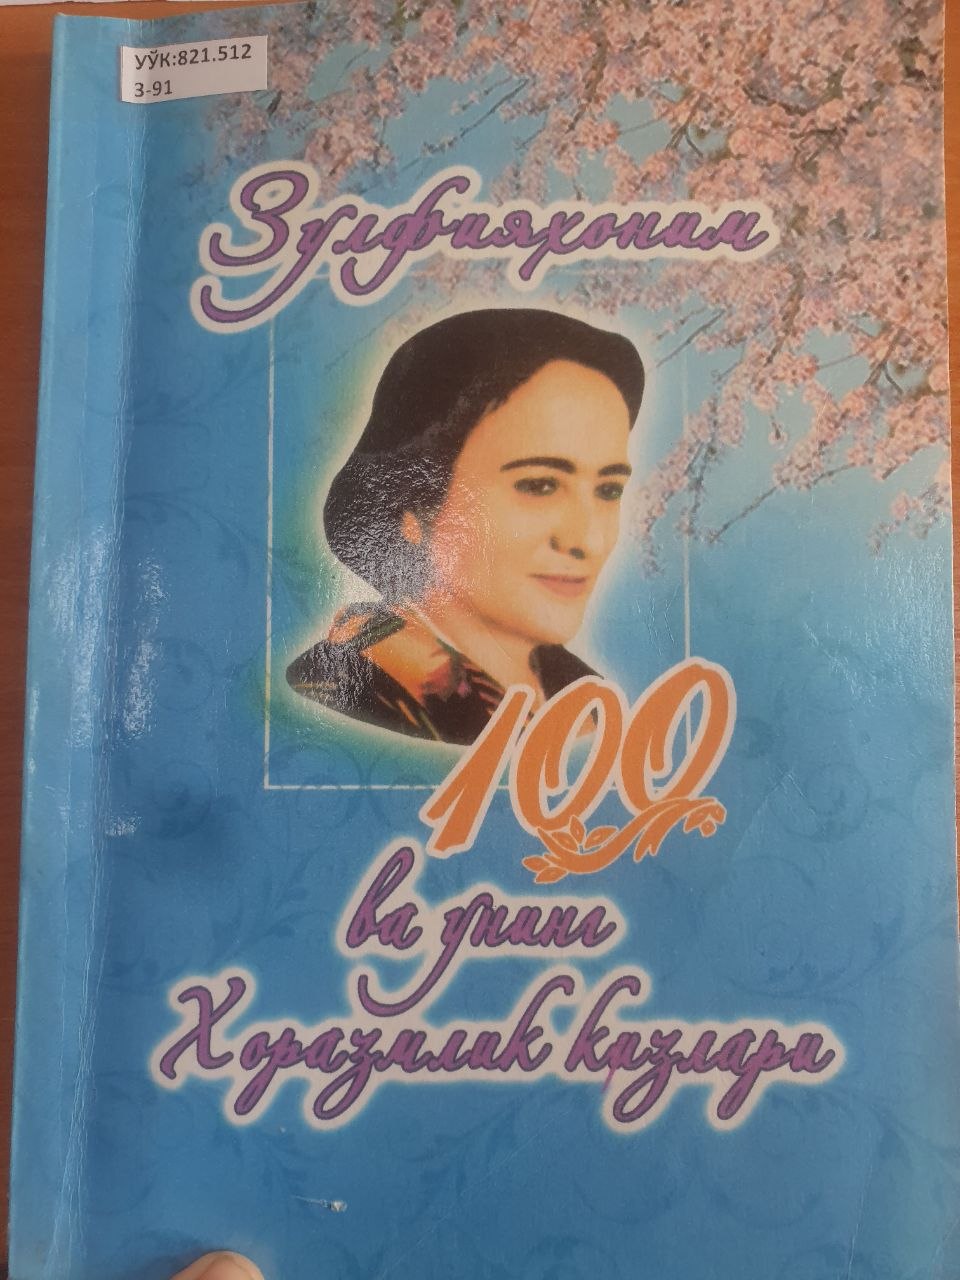 УЎК:821.512
З-91
Зулфияхоним
100
ва унинг
Хоразмлик қизлари